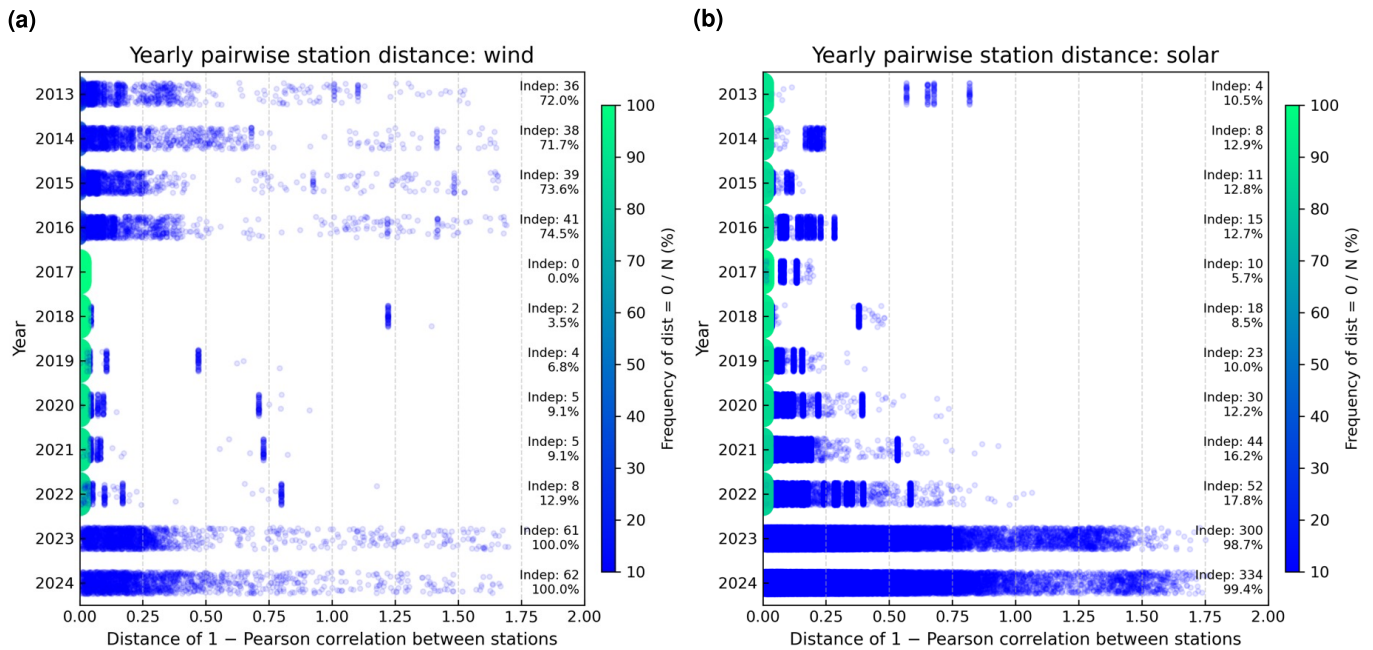 (a)
Yearly pairwise station distance: wind
Year
2013
2014
2015
2016
2017
2018
2019
2020
2021
2022
2023
2024
Indep: 36
72.0%
Indep: 38
71.7%
Indep: 39
73.6%
Indep: 41
74.5%
Indep: 0
0.0%
Indep: 2
3.5%
Indep: 4
6.8%
Indep: 5
9.1%
Indep: 5
9.1%
Indep: 8
12.9%
Indep: 61
100.0%
Indep: 62
100.0%
0.00 0.25 0.50 0.75 1.00 1.25 1.50 1.75 2.00
Distance of 1 − Pearson correlation between stations
100
90
80
70
60
50
40
30
20
10
Frequency of dist = 0 / N (%)
(b)
Yearly pairwise station distance: solar
Year
2013
2014
2015
2016
2017
2018
2019
2020
2021
2022
2023
2024
Indep: 4
10.5%
Indep: 8
12.9%
Indep: 11
12.8%
Indep: 15
12.7%
Indep: 10
5.7%
Indep: 18
8.5%
Indep: 23
10.0%
Indep: 30
12.2%
Indep: 44
16.2%
Indep: 52
17.8%
Indep: 300
98.7%
Indep: 334
99.4%
0.00 0.25 0.50 0.75 1.00 1.25 1.50 1.75 2.00
Distance of 1 − Pearson correlation between stations
100
90
80
70
60
50
40
30
20
10
Frequency of dist = 0 / N (%)